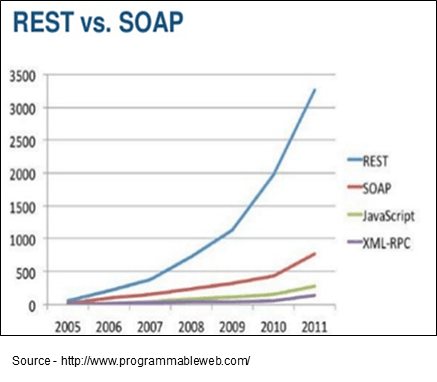 REST vs. SOAP
3500
3000
2500
2000
1500
1000
500
0
2005 2006 2007 2008 2009 2010 2011
REST
SOAP
JavaScript
XML-RPC
Source - http://www.programmableweb.com/